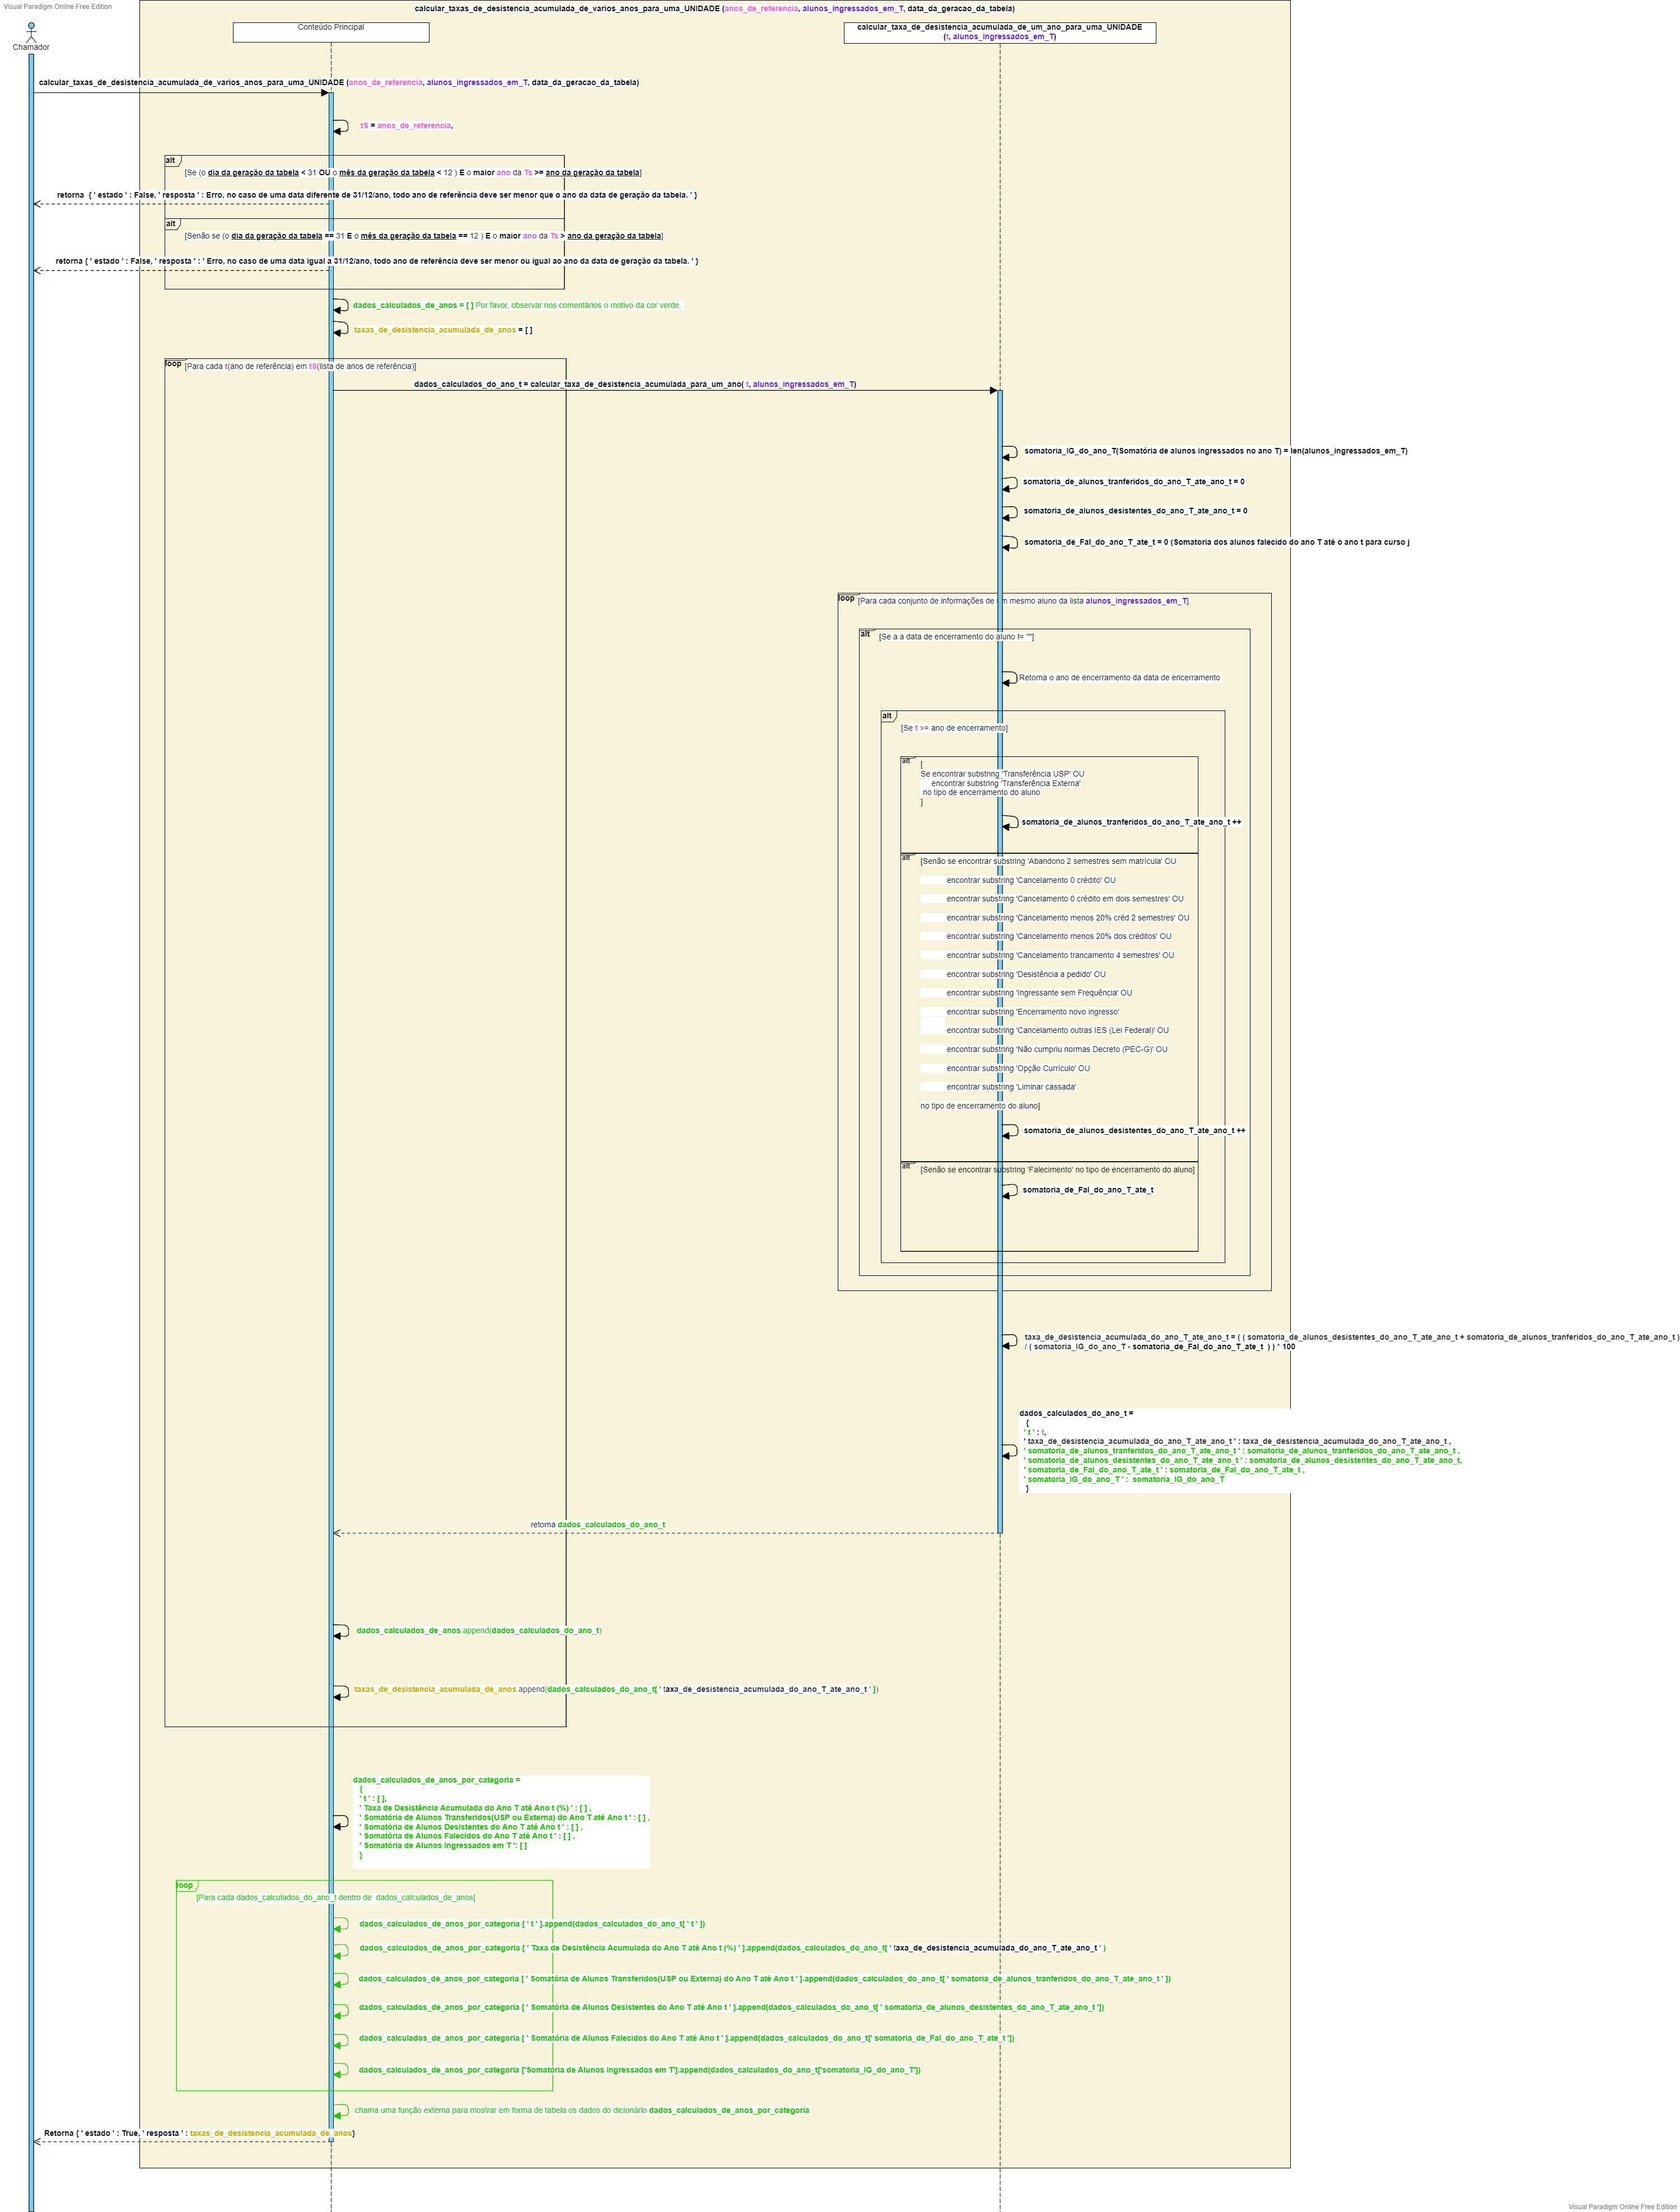 Visual Paradigm Online Free Edition
calcular_taxas_de_desistencia_acumulada_de_varios_anos_para_uma_UNIDADE (anos_de_referencia, alunos_ingressados_em_T, data_da_geracao_da_tabela)
Chamador
Conteúdo Principal
calcular_taxa_de_desistencia_acumulada_de_um_ano_para_uma_UNIDADE
(t, alunos_ingressados_em_T)
calcular_taxas_de_desistencia_acumulada_de_varios_anos_para_uma_UNIDADE (anos_de_referencia, alunos_ingressados_em_T, data_da_geracao_da_tabela)
tS = anos_de_referencia,
alt
[Se (o dia da geração da tabela < 31 OU o mês da geração da tabela < 12 ) E o maior ano da Ts >= ano da geração da tabela]
retorna { ' estado ' : False, ' resposta ' : Erro, no caso de uma data diferente de 31/12/ano, todo ano de referência deve ser menor que o ano da data de geração da tabela. ' }
alt
[Senão se (o dia da geração da tabela == 31 E o mês da geração da tabela == 12 ) E o maior ano da Ts > ano da geração da tabela]
retorna { ' estado ' : False, ' resposta ' : ' Erro, no caso de uma data igual a 31/12/ano, todo ano de referência deve ser menor ou igual ao ano da data de geração da tabela. ' }
dados_calculados_de_anos = [ ] Por favor, observar nos comentários o motivo da cor verde.
taxas_de_desistencia_acumulada_de_anos = [ ]
loop
[Para cada t(ano de referência) em tS(lista de anos de referência)]
dados_calculados_do_ano_t = calcular_taxa_de_desistencia_acumulada_para_um_ano( t, alunos_ingressados_em_T)
somatoria_IG_do_ano_T(Somatória de alunos ingressados no ano T) = len(alunos_ingressados_em_T)
somatoria_de_alunos_tranferidos_do_ano_T_ate_ano_t = 0
somatoria_de_alunos_desistentes_do_ano_T_ate_ano_t = 0
somatoria_de_Fal_do_ano_T_ate_t = 0 (Somatoria dos alunos falecido do ano T até o ano t para curso j
loop
[Para cada conjunto de informações de um mesmo aluno da lista alunos_ingressados_em_T]
alt
[Se a a data de encerramento do aluno != ""]
Retorna o ano de encerramento da data de encerramento
alt
[Se t >= ano de encerramento]
alt
[
Se encontrar substring 'Transferência USP' OU
encontrar substring 'Transferência Externa'
no tipo de encerramento do aluno
]
somatoria_de_alunos_tranferidos_do_ano_T_ate_ano_t ++
alt
[Senão se encontrar substring 'Abandono 2 semestres sem matrícula' OU
encontrar substring 'Cancelamento 0 crédito' OU
encontrar substring 'Cancelamento 0 crédito em dois semestres' OU
encontrar substring 'Cancelamento menos 20% créd 2 semestres' OU
encontrar substring 'Cancelamento menos 20% dos créditos' OU
encontrar substring 'Cancelamento trancamento 4 semestres' OU
encontrar substring 'Desistência a pedido' OU
encontrar substring 'Ingressante sem Frequência' OU
encontrar substring 'Encerramento novo ingresso'
encontrar substring 'Cancelamento outras IES (Lei Federal)' OU
encontrar substring 'Não cumpriu normas Decreto (PEC-G)' OU
encontrar substring 'Opção Currículo' OU
encontrar substring 'Liminar cassada'
no tipo de encerramento do aluno]
somatoria_de_alunos_desistentes_do_ano_T_ate_ano_t ++
alt
[Senão se encontrar substring 'Falecimento' no tipo de encerramento do aluno]
somatoria_de_Fal_do_ano_T_ate_t
taxa_de_desistencia_acumulada_do_ano_T_ate_ano_t = ( ( somatoria_de_alunos_desistentes_do_ano_T_ate_ano_t + somatoria_de_alunos_tranferidos_do_ano_T_ate_ano_t )
/ ( somatoria_IG_do_ano_T - somatoria_de_Fal_do_ano_T_ate_t ) ) * 100
dados_calculados_do_ano_t =
{
' t ' : t,
' taxa_de_desistencia_acumulada_do_ano_T_ate_ano_t ' : taxa_de_desistencia_acumulada_do_ano_T_ate_ano_t ,
' somatoria_de_alunos_tranferidos_do_ano_T_ate_ano_t ' : somatoria_de_alunos_tranferidos_do_ano_T_ate_ano_t ,
' somatoria_de_alunos_desistentes_do_ano_T_ate_ano_t ' : somatoria_de_alunos_desistentes_do_ano_T_ate_ano_t,
' somatoria_de_Fal_do_ano_T_ate_t ' : somatoria_de_Fal_do_ano_T_ate_t ,
' somatoria_IG_do_ano_T ' : somatoria_IG_do_ano_T
}
retorna dados_calculados_do_ano_t
dados_calculados_de_anos.append(dados_calculados_do_ano_t)
taxas_de_desistencia_acumulada_de_anos.append(dados_calculados_do_ano_t[ ' taxa_de_desistencia_acumulada_do_ano_T_ate_ano_t ' ])
dados_calculados_de_anos_por_categoria =
{
' t ' : [ ],
' Taxa de Desistência Acumulada do Ano T até Ano t (%) ' : [ ] ,
' Somatória de Alunos Transferidos(USP ou Externa) do Ano T até Ano t ' : [ ] ,
' Somatória de Alunos Desistentes do Ano T até Ano t ' : [ ] ,
' Somatória de Alunos Falecidos do Ano T até Ano t ' : [ ] ,
' Somatória de Alunos Ingressados em T ': [ ]
}
loop
[Para cada dados_calculados_do_ano_t dentro de dados_calculados_de_anos]
dados_calculados_de_anos_por_categoria [ ' t ' ].append(dados_calculados_do_ano_t[ ' t ' ])
dados_calculados_de_anos_por_categoria [ ' Taxa de Desistência Acumulada do Ano T até Ano t (%) ' ].append(dados_calculados_do_ano_t[ ' taxa_de_desistencia_acumulada_do_ano_T_ate_ano_t ' )
dados_calculados_de_anos_por_categoria [ ' Somatória de Alunos Transferidos(USP ou Externa) do Ano T até Ano t ' ].append(dados_calculados_do_ano_t[ ' somatoria_de_alunos_tranferidos_do_ano_T_ate_ano_t ' ])
dados_calculados_de_anos_por_categoria [ ' Somatória de Alunos Desistentes do Ano T até Ano t ' ].append(dados_calculados_do_ano_t[ ' somatoria_de_alunos_desistentes_do_ano_T_ate_ano_t '])
dados_calculados_de_anos_por_categoria [ ' Somatória de Alunos Falecidos do Ano T até Ano t ' ].append(dados_calculados_do_ano_t[' somatoria_de_Fal_do_ano_T_ate_t '])
dados_calculados_de_anos_por_categoria ['Somatória de Alunos Ingressados em T'].append(dados_calculados_do_ano_t['somatoria_IG_do_ano_T'])
chama uma função externa para mostrar em forma de tabela os dados do dicionário dados_calculados_de_anos_por_categoria
Retorna { ' estado ' : True, ' resposta ' : taxas_de_desistencia_acumulada_de_anos}
Visual Paradigm Online Free Edition